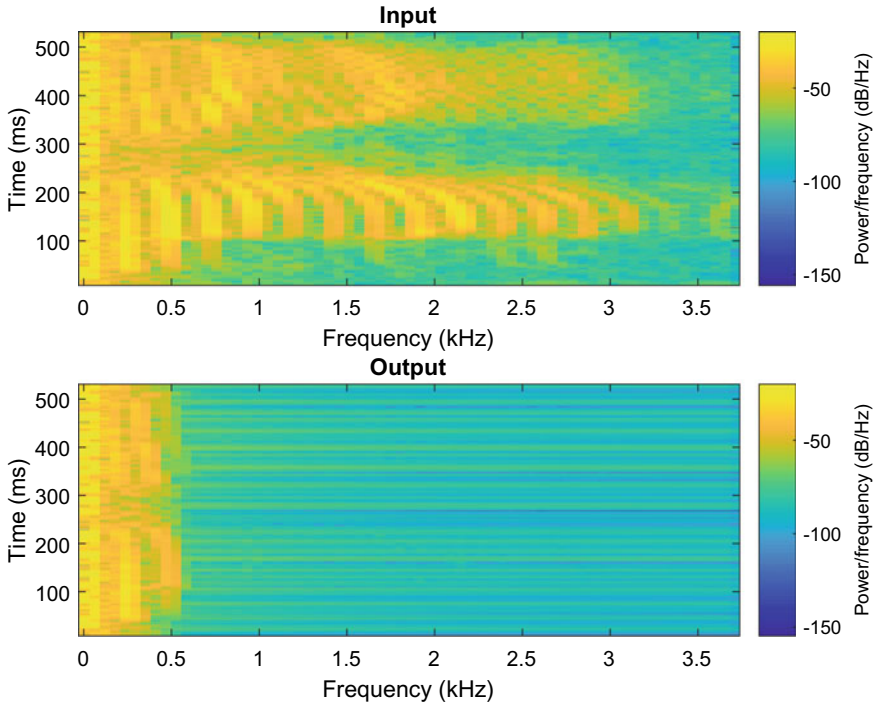 Input
500
400
300
200
100
Time (ms)
0 0.5 1 1.5 2 2.5 3 3.5
Frequency (kHz)
-50
-100
-150
Power/frequency (dB/Hz)
Output
500
400
300
200
100
Time (ms)
0 0.5 1 1.5 2 2.5 3 3.5
Frequency (kHz)
-50
-100
-150
Power/frequency (dB/Hz)